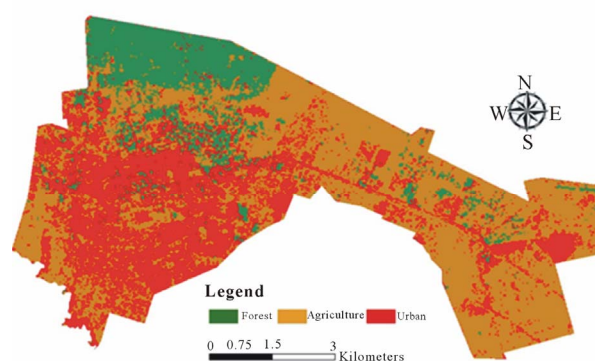 N
W E
S
Legend
Forest Agriculture Urban
0 0.75 1.5 3
Kilometers